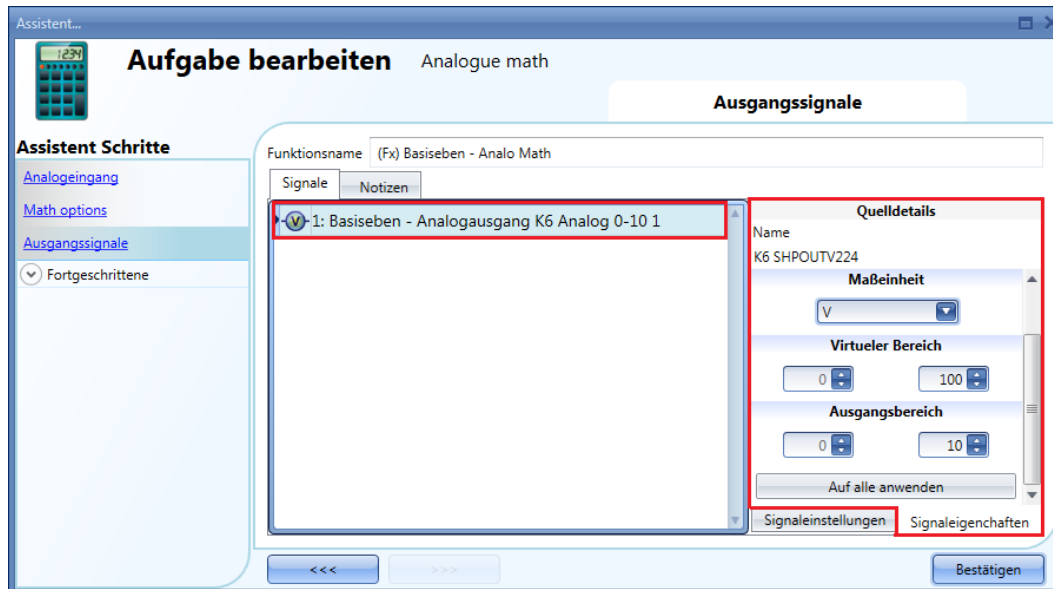 Assistent...
1234
Aufgabe bearbeiten Analogue math
Ausgangssignale
Assistent Schritte
Analogeingang
Math options
Ausgangssignale
Fortgeschrittene
Funktionsname (Fx) Basiseben - Analo Math
Signale Notizen
V 1: Basiseben - Analogausgang K6 Analog 0-10 1
Quelldetails
Name
K6 SHPOUTV224
Maßeinheit
V
Virtueler Bereich
0 100
Ausgangsbereich
0 10
Auf alle anwenden
Signaleinstellungen Signaleigenschaften
<<< >>> Bestätigen